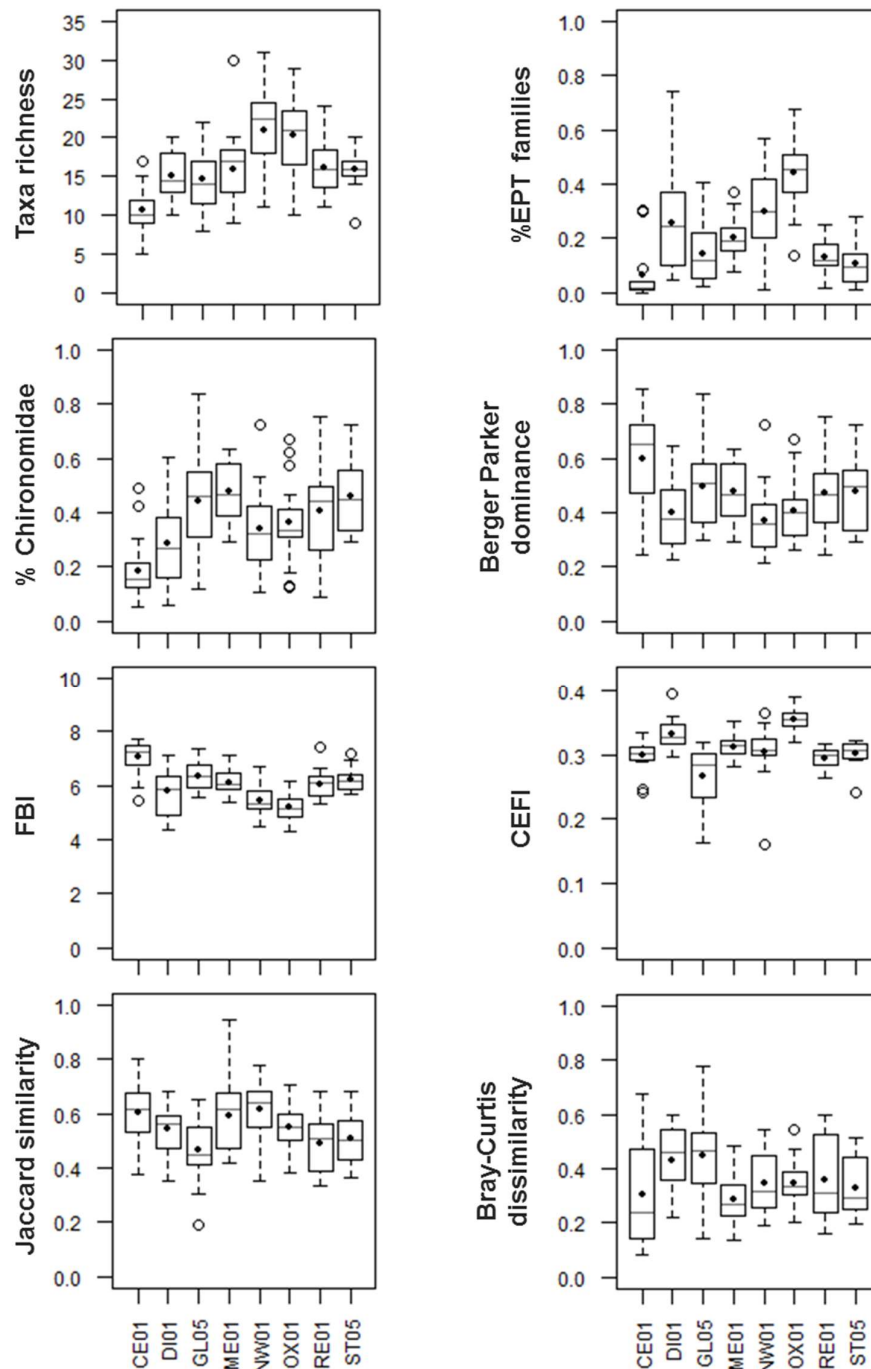 Taxa richness
35
30
25
20
15
10
5
0
%EPT families
1.0
0.8
0.6
0.4
0.2
0.0
% Chironomidae
1.0
0.8
0.6
0.4
0.2
0.0
Berger Parker
dominance
1.0
0.8
0.6
0.4
0.2
0.0
FBI
10
8
6
4
2
0
CEFI
0.4
0.3
0.2
0.1
0.0
Jaccard similarity
1.0
0.8
0.6
0.4
0.2
0.0
CE01
DI01
GL05
ME01
NW01
OX01
RE01
ST05
Bray-Curtis
dissimilarity
1.0
0.8
0.6
0.4
0.2
0.0
CE01
DI01
GL05
ME01
NW01
OX01
RE01
ST05